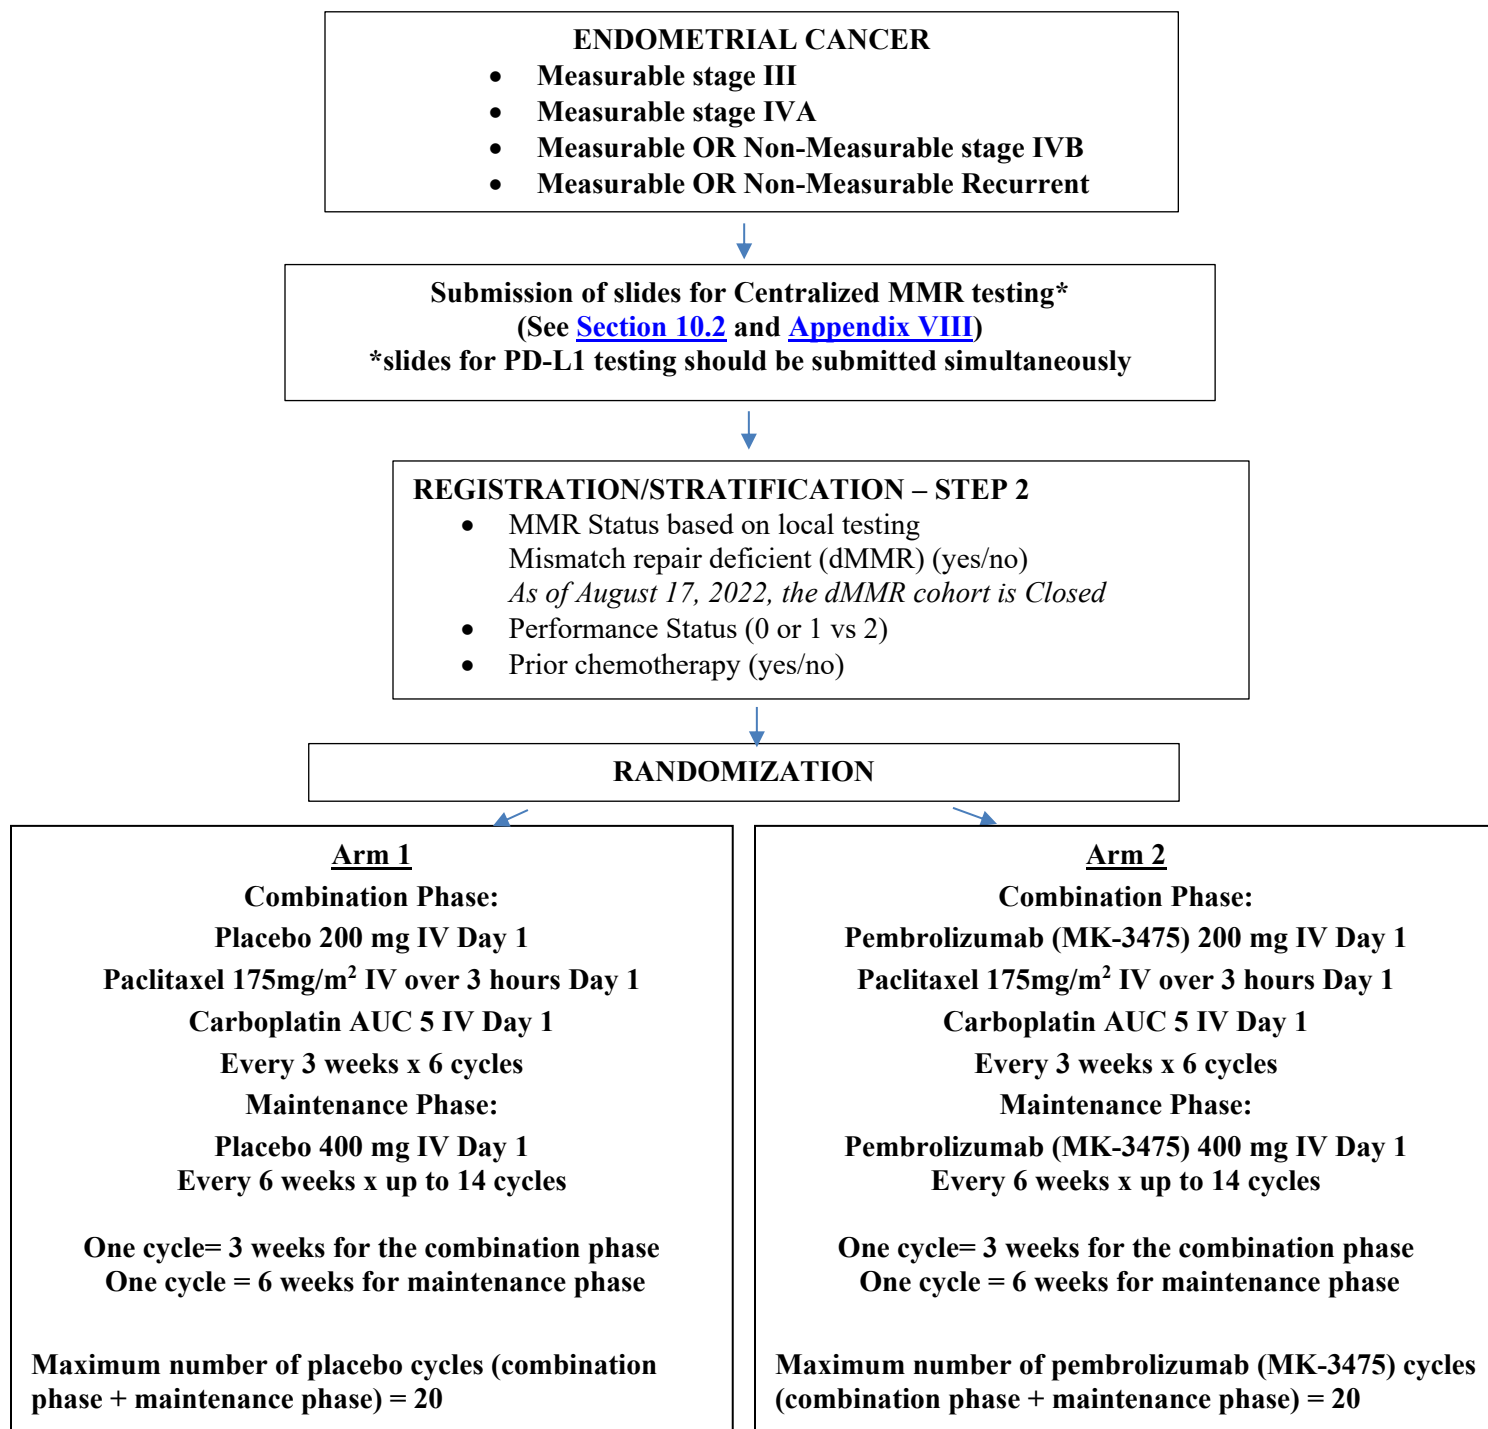 ENDOMETRIAL CANCER
• Measurable stage III
• Measurable stage IVA
• Measurable OR Non-Measurable stage IVB
• Measurable OR Non-Measurable Recurrent
Submission of slides for Centralized MMR testing*
(See Section 10.2 and Appendix VIII)
*slides for PD-L1 testing should be submitted simultaneously
REGISTRATION/STRATIFICATION – STEP 2
• MMR Status based on local testing
Mismatch repair deficient (dMMR) (yes/no)
As of August 17, 2022, the dMMR cohort is Closed
• Performance Status (0 or 1 vs 2)
• Prior chemotherapy (yes/no)
RANDOMIZATION
Arm 1
Combination Phase:
Placebo 200 mg IV Day 1
Paclitaxel 175mg/m² IV over 3 hours Day 1
Carboplatin AUC 5 IV Day 1
Every 3 weeks x 6 cycles
Maintenance Phase:
Placebo 400 mg IV Day 1
Every 6 weeks x up to 14 cycles
One cycle= 3 weeks for the combination phase
One cycle = 6 weeks for maintenance phase
Maximum number of placebo cycles (combination
phase + maintenance phase) = 20
Arm 2
Combination Phase:
Pembrolizumab (MK-3475) 200 mg IV Day 1
Paclitaxel 175mg/m² IV over 3 hours Day 1
Carboplatin AUC 5 IV Day 1
Every 3 weeks x 6 cycles
Maintenance Phase:
Pembrolizumab (MK-3475) 400 mg IV Day 1
Every 6 weeks x up to 14 cycles
One cycle= 3 weeks for the combination phase
One cycle = 6 weeks for maintenance phase
Maximum number of pembrolizumab (MK-3475) cycles
(combination phase + maintenance phase) = 20